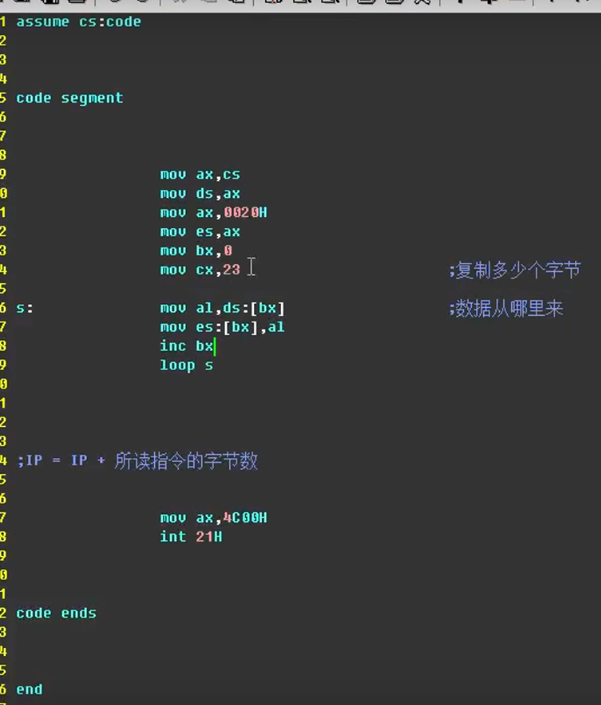 1 assume cs:code
2
3
4
5 code segment
6
7
8
9 mov ax,cs
0 mov ds,ax
1 mov ax,0020H
2 mov es,ax
3 mov bx,0
4 mov cx,23 ;复制多少个字节
5
6 s: mov al,ds:[bx] ;数据从哪里来
7 mov es:[bx],al
8 inc bx
9 loop s
0
1
2
3
4 ;IP = IP + 所读指令的字节数
5
6
7 mov ax,4C00H
8 int 21H
9
0
1
2 code ends
3
4
5
6 end